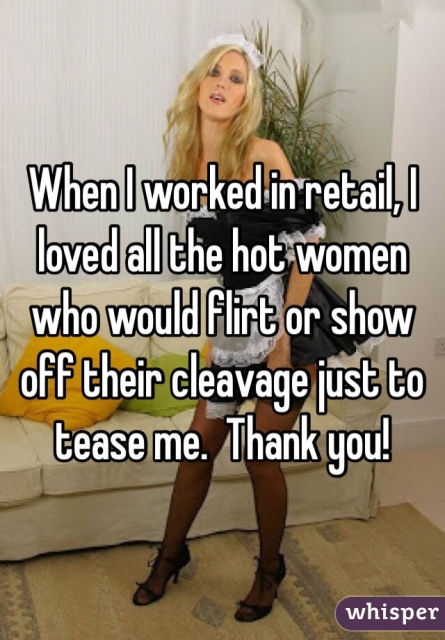 When I worked in retail, I
loved all the hot women
who would flirt or show
off their cleavage just to
tease me.  Thank you!
whisper